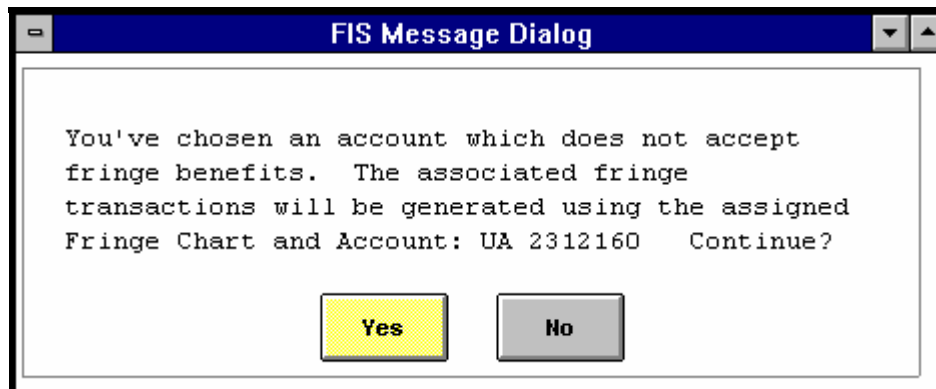 FIS Message Dialog
You've chosen an account which does not accept
fringe benefits.  The associated fringe
transactions will be generated using the assigned
Fringe Chart and Account: UA 2312160   Continue?
Yes
No